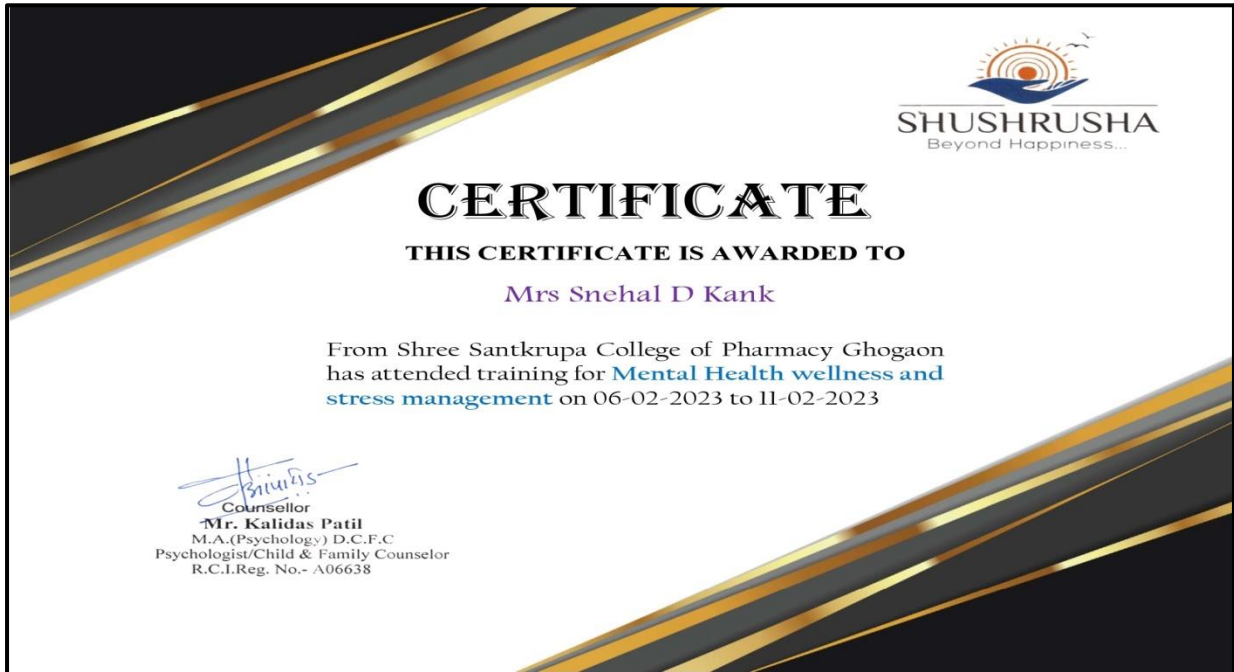 SHUSHRUSHA
Beyond Happiness...
CERTIFICATE
THIS CERTIFICATE IS AWARDED TO
Mrs Snehal D Kank
From Shree Santkrupa College of Pharmacy Ghogaon
has attended training for Mental Health wellness and
stress management on 06-02-2023 to 11-02-2023
Counsellor
Mr. Kalidas Patil
M.A.(Psychology) D.C.F.C
Psychologist/Child & Family Counselor
R.C.I.Reg. No.- A06638